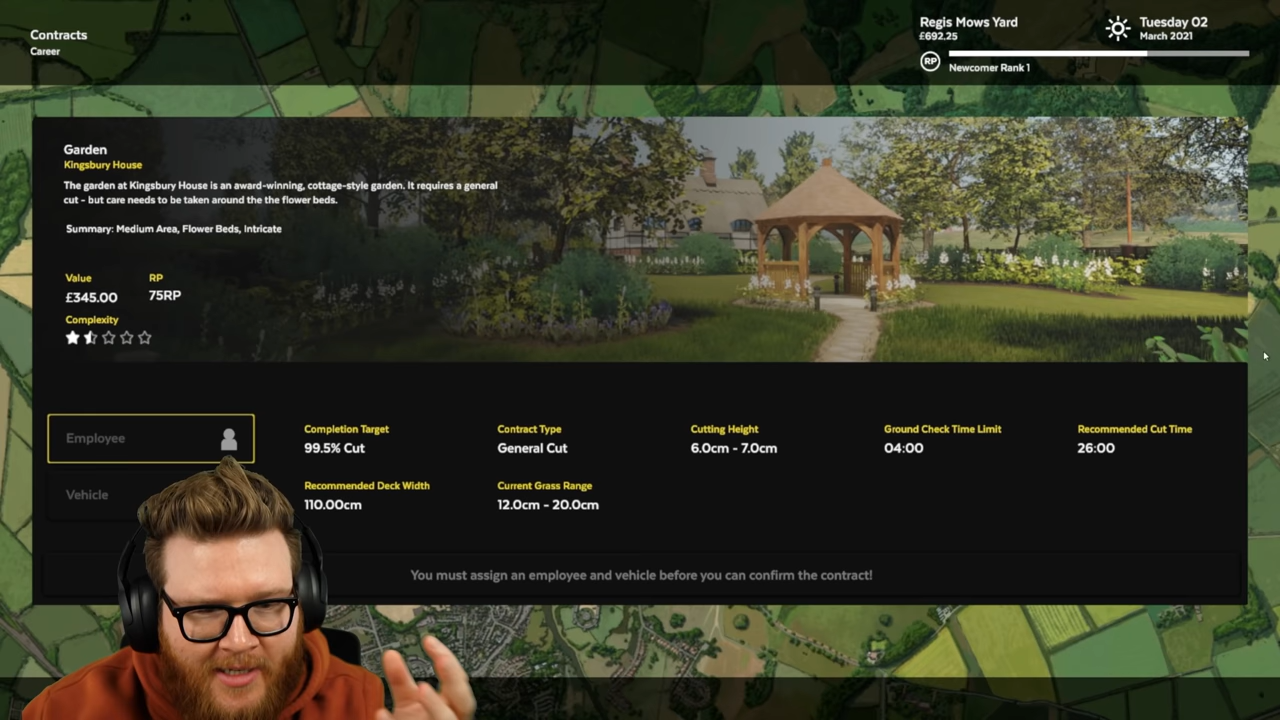 Contracts
Career
Regis Mows Yard
£692.25
Tuesday 02
March 2021
RP
Newcomer Rank 1
Garden
Kingsbury House
The garden at Kingsbury House is an award-winning, cottage-style garden. It requires a general
cut - but care needs to be taken around the the flower beds.
Summary: Medium Area, Flower Beds, Intricate
Value
£345.00
RP
75RP
Complexity
Employee
Vehicle
Completion Target
99.5% Cut
Contract Type
General Cut
Cutting Height
6.0cm - 7.0cm
Ground Check Time Limit
04:00
Recommended Cut Time
26:00
Recommended Deck Width
110.00cm
Current Grass Range
12.0cm - 20.0cm
You must assign an employee and vehicle before you can confirm the contract!